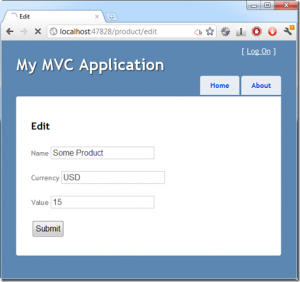 Edit
localhost:47828/product/edit
[ Log On ]
My MVC Application
Home
About
Edit
Name Some Product
Currency USD
Value 15
Submit